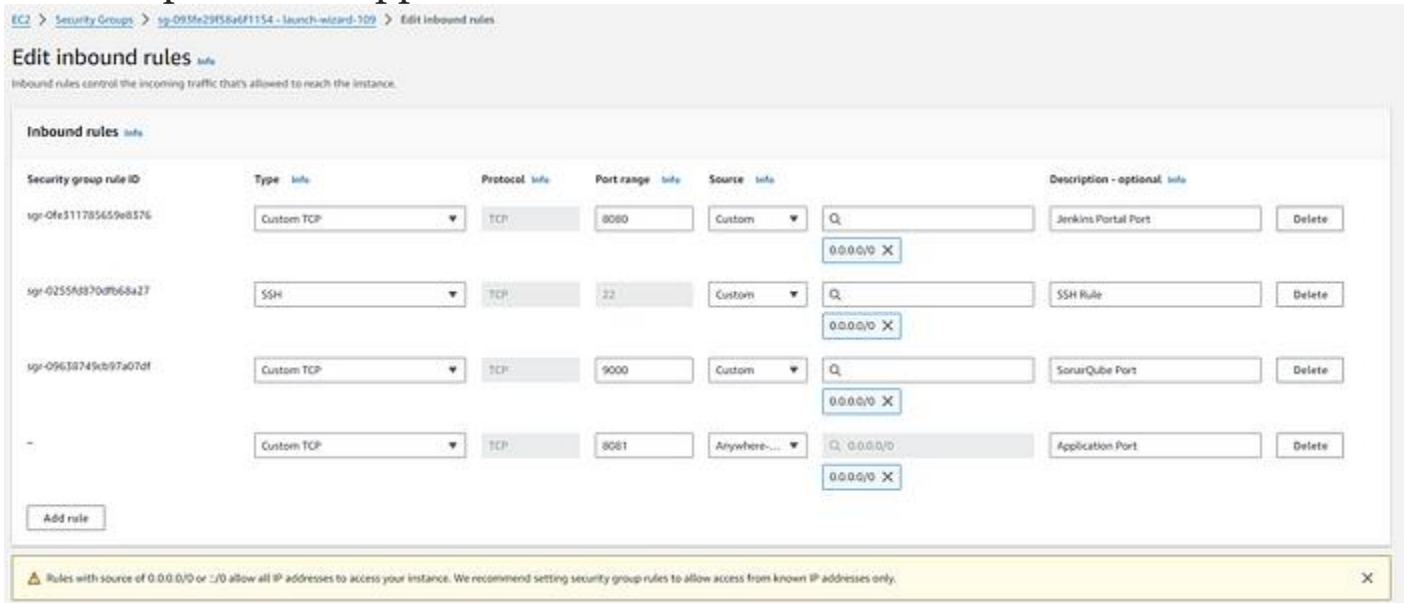 EC2 > Security Groups > sg-093fe29f58a6f1154 - launch-wizard-109 > Edit inbound rules
Edit inbound rules Info
Inbound rules control the incoming traffic that's allowed to reach the instance.
Inbound rules Info
Security group rule ID Type Info Protocol Info Port range Info Source Info Description - optional Info
sgr-0fe311785659e8376 Custom TCP TCP 8080 Custom Jenkins Portal Port Delete
0.0.0.0/0
sgr-0255fd870dfb68a27 SSH TCP 22 Custom SSH Rule Delete
0.0.0.0/0
sgr-09638749cb97a07df Custom TCP TCP 9000 Custom SonarQube Port Delete
0.0.0.0/0
– Custom TCP TCP 8081 Anywhere-... 0.0.0.0/0 Application Port Delete
0.0.0.0/0
Add rule
Rules with source of 0.0.0.0/0 or ::/0 allow all IP addresses to access your instance. We recommend setting security group rules to allow access from known IP addresses only.